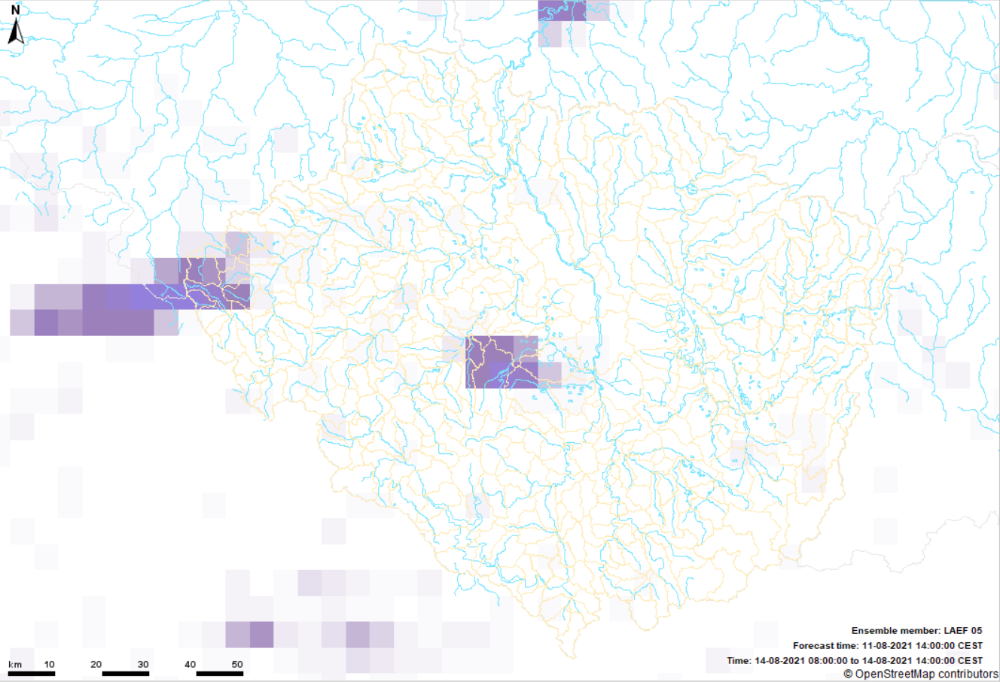 N
Ensemble member: LAEF 05
Forecast time: 11-08-2021 14:00:00 CEST
Time: 14-08-2021 08:00:00 to 14-08-2021 14:00:00 CEST
km 10 20 30 40 50
© OpenStreetMap contributors